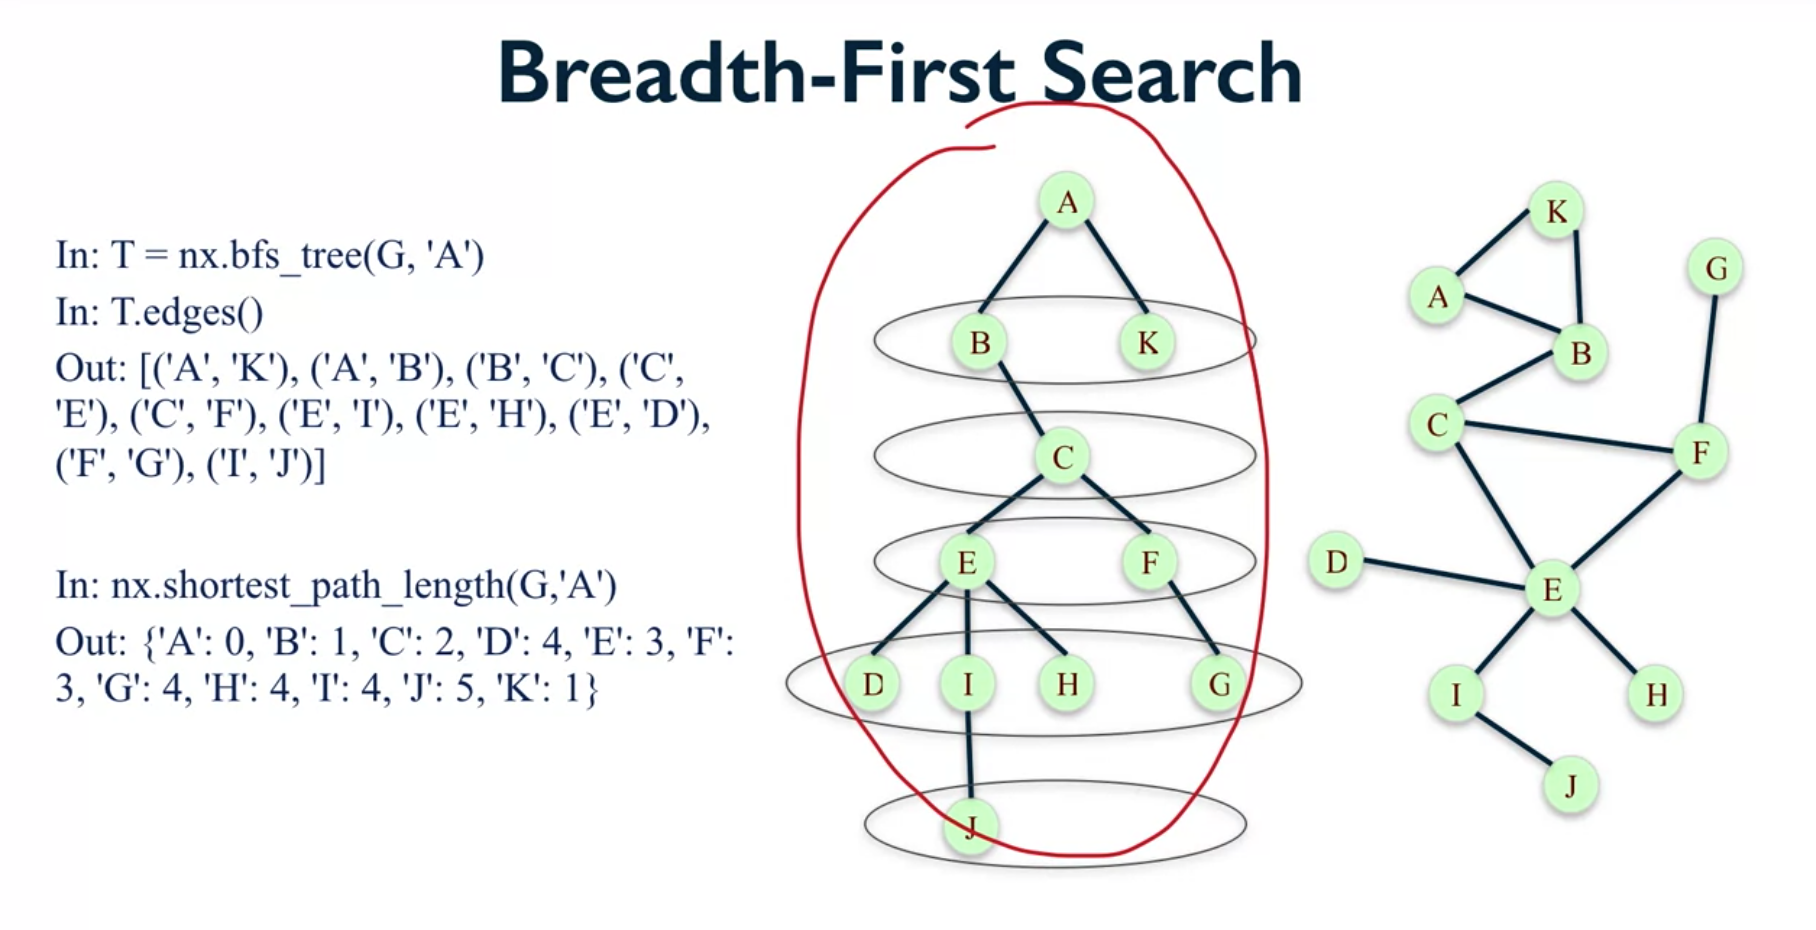 Breadth-First Search
In: T = nx.bfs_tree(G, 'A')
In: T.edges()
Out: [('A', 'K'), ('A', 'B'), ('B', 'C'), ('C',
'E'), ('C', 'F'), ('E', 'I'), ('E', 'H'), ('E', 'D'),
('F', 'G'), ('I', 'J')]
In: nx.shortest_path_length(G,'A')
Out: {'A': 0, 'B': 1, 'C': 2, 'D': 4, 'E': 3, 'F':
3, 'G': 4, 'H': 4, 'I': 4, 'J': 5, 'K': 1}
A
B K
C
E F
D I H G
J
K
G
A
B
C
F
D
E
I H
J